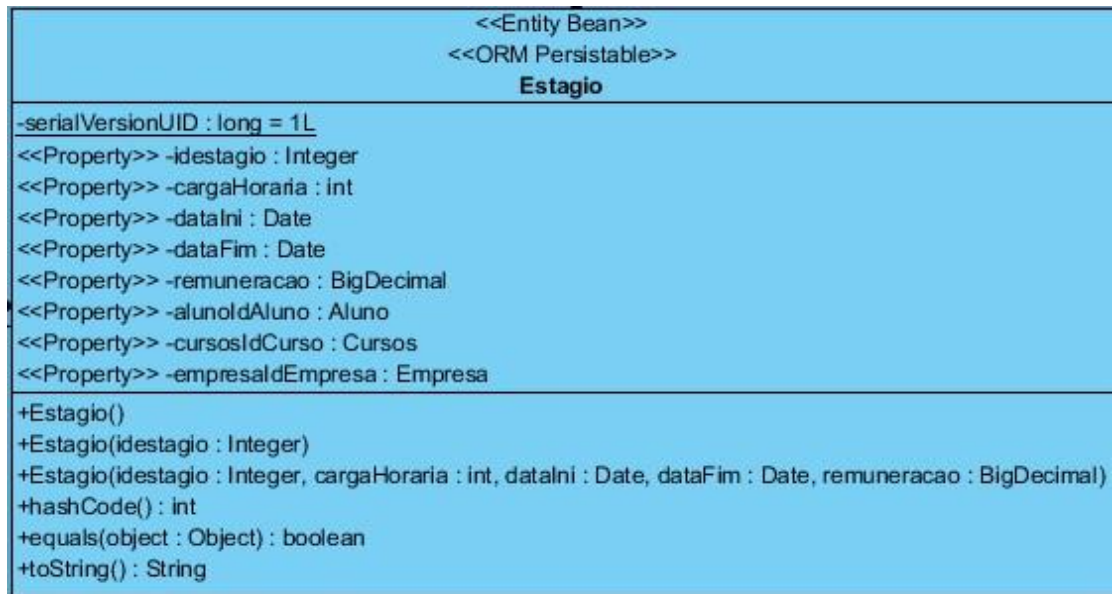 <<Entity Bean>>
<<ORM Persistable>>
Estagio
-serialVersionUID : long = 1L
<<Property>> -idestagio : Integer
<<Property>> -cargaHoraria : int
<<Property>> -dataIni : Date
<<Property>> -dataFim : Date
<<Property>> -remuneracao : BigDecimal
<<Property>> -alunoIdAluno : Aluno
<<Property>> -cursosIdCurso : Cursos
<<Property>> -empresaIdEmpresa : Empresa
+Estagio()
+Estagio(idestagio : Integer)
+Estagio(idestagio : Integer, cargaHoraria : int, dataIni : Date, dataFim : Date, remuneracao : BigDecimal)
+hashCode() : int
+equals(object : Object) : boolean
+toString() : String